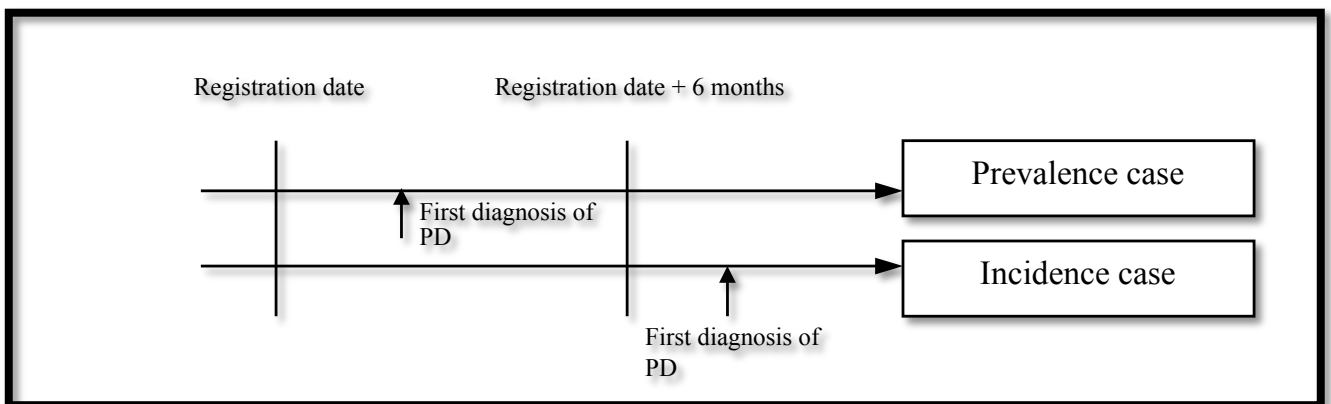 Registration date
Registration date + 6 months
Prevalence case
First diagnosis of
PD
Incidence case
First diagnosis of
PD